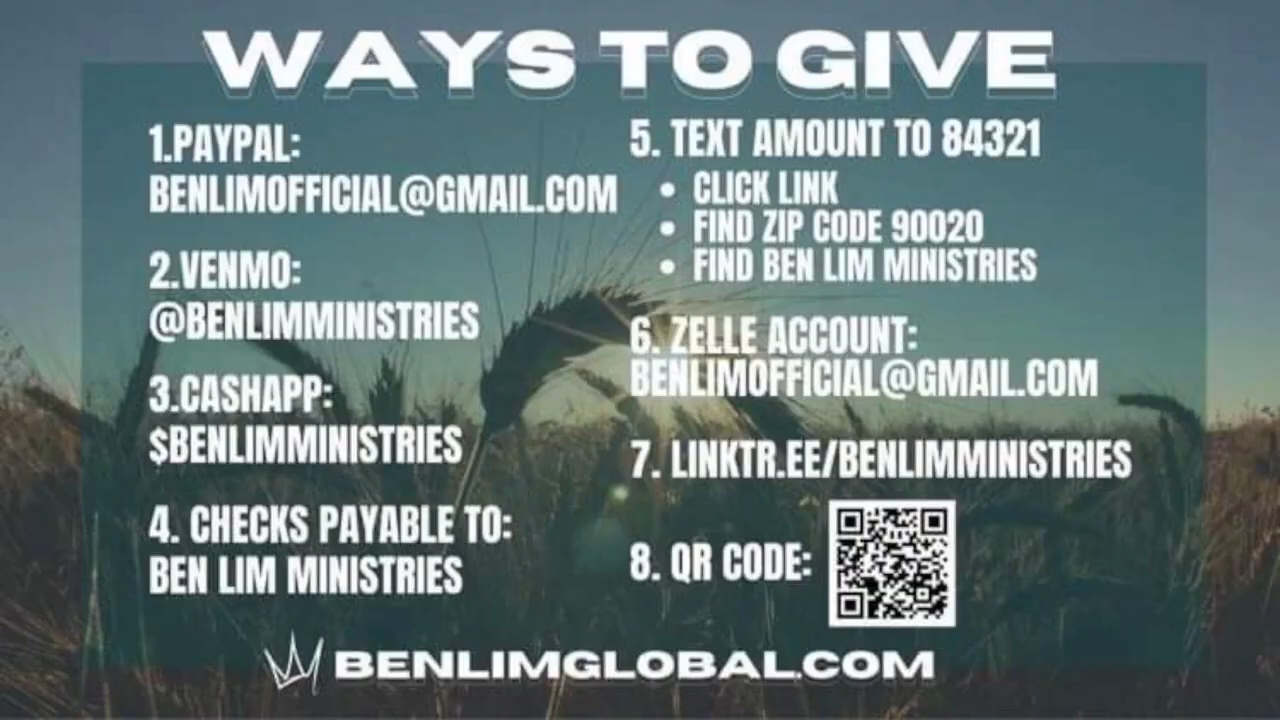 WAYS TO GIVE
1.PAYPAL:
BENLIMOFFICIAL@GMAIL.COM
2.VENMO:
@BENLIMMINISTRIES
3.CASHAPP:
$BENLIMMINISTRIES
4. CHECKS PAYABLE TO:
BEN LIM MINISTRIES
5. TEXT AMOUNT TO 84321
• CLICK LINK
• FIND ZIP CODE 90020
• FIND BEN LIM MINISTRIES
6. ZELLE ACCOUNT:
BENLIMOFFICIAL@GMAIL.COM
7. LINKTR.EE/BENLIMMINISTRIES
8. QR CODE:
BENLIMGLOBAL.COM